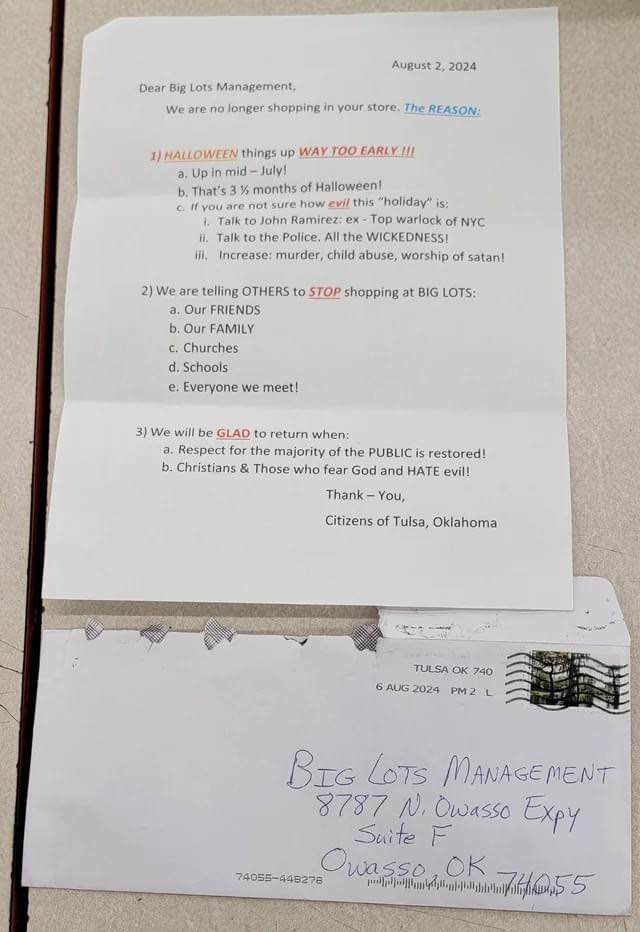 August 2, 2024
Dear Big Lots Management,
We are no longer shopping in your store. The REASON:
1) HALLOWEEN things up WAY TOO EARLY !!!
a. Up in mid – July!
b. That's 3 ½ months of Halloween!
c. If you are not sure how evil this "holiday" is:
i. Talk to John Ramirez: ex - Top warlock of NYC
ii. Talk to the Police. All the WICKEDNESS!
iii. Increase: murder, child abuse, worship of satan!
2) We are telling OTHERS to STOP shopping at BIG LOTS:
a. Our FRIENDS
b. Our FAMILY
c. Churches
d. Schools
e. Everyone we meet!
3) We will be GLAD to return when:
a. Respect for the majority of the PUBLIC is restored!
b. Christians & Those who fear God and HATE evil!
Thank – You,
Citizens of Tulsa, Oklahoma
TULSA OK 740
6 AUG 2024 PM 2 L
BIG LOTS MANAGEMENT
8787 N. Owasso Expy
Suite F
Owasso, OK 74055
74055-448278